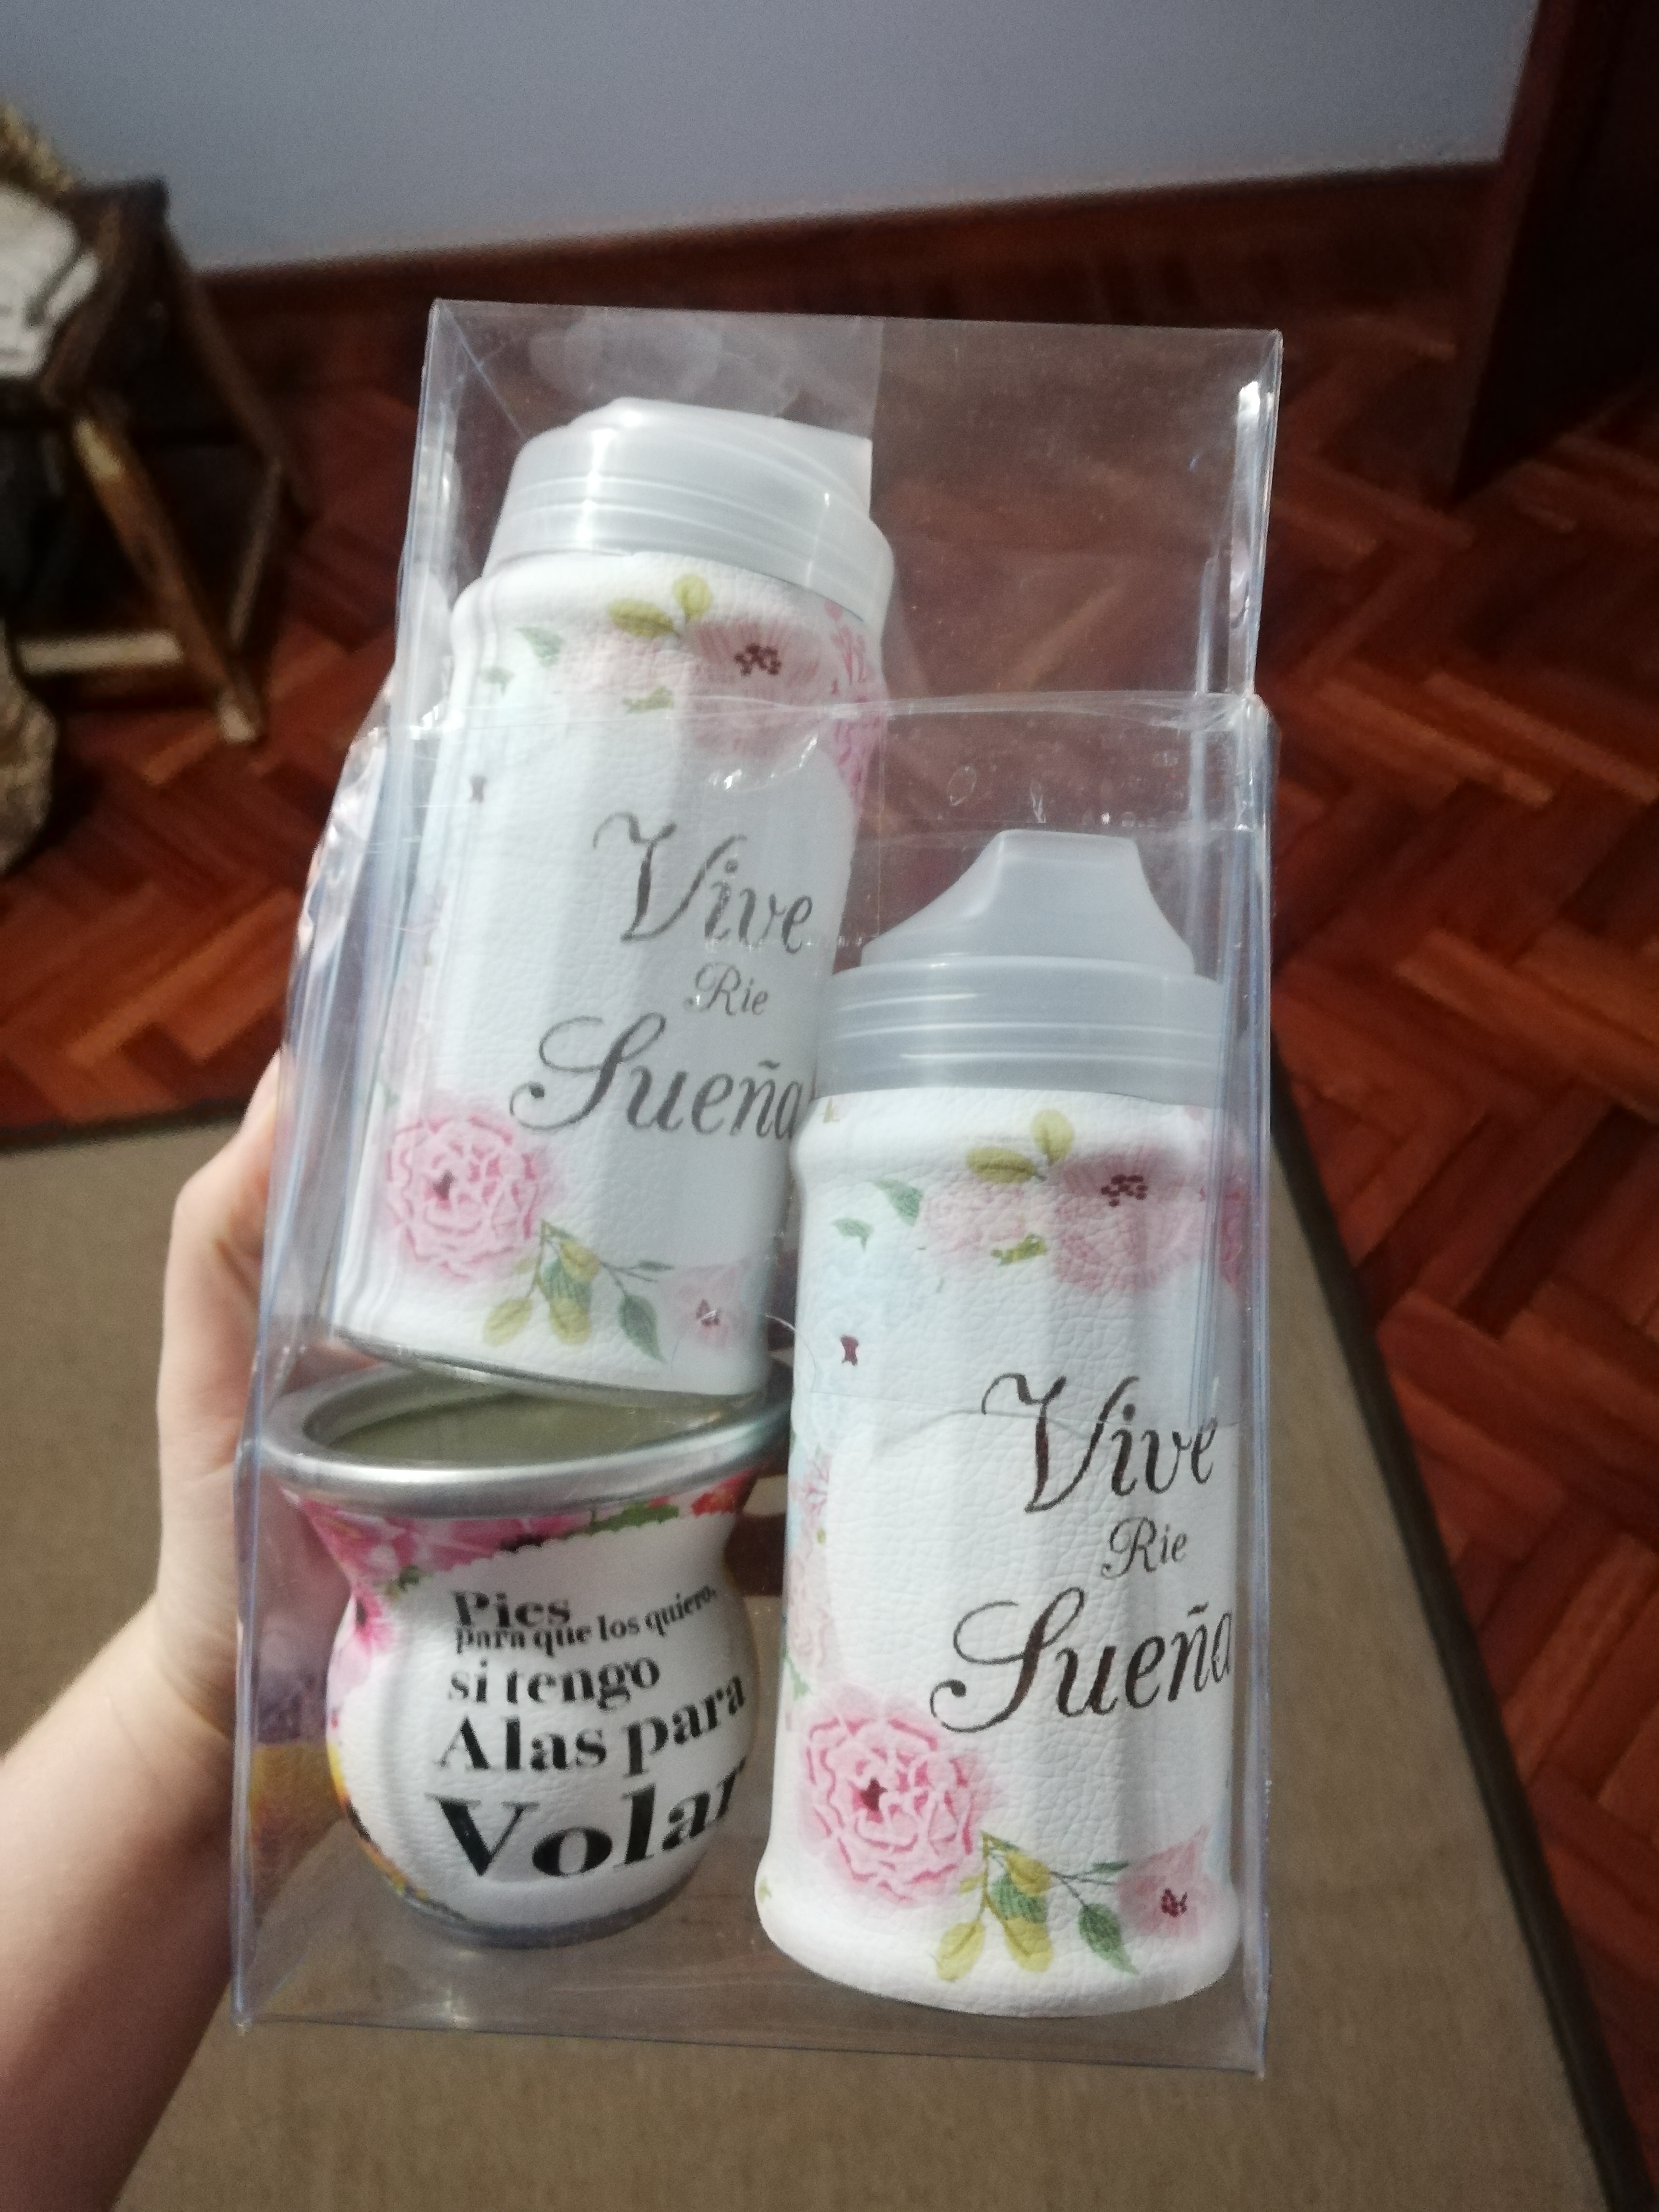 Vive
Rie
Sueña
Vive
Rie
Sueña
Pies
para que los quiero,
si tengo
Alas para
Volar